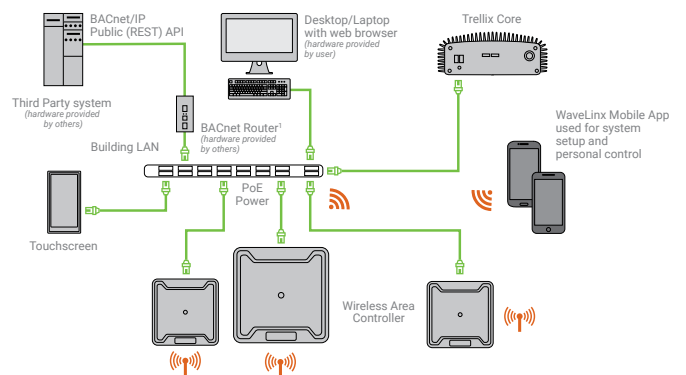 BACnet/IP
Public (REST) API
Desktop/Laptop
with web browser
(hardware provided
by user)
Trellix Core
Third Party system
(hardware provided
by others)
BACnet Router¹
(hardware provided
by others)
Building LAN
WaveLinx Mobile App
used for system
setup and
personal control
PoE
Power
Touchscreen
Wireless Area
Controller